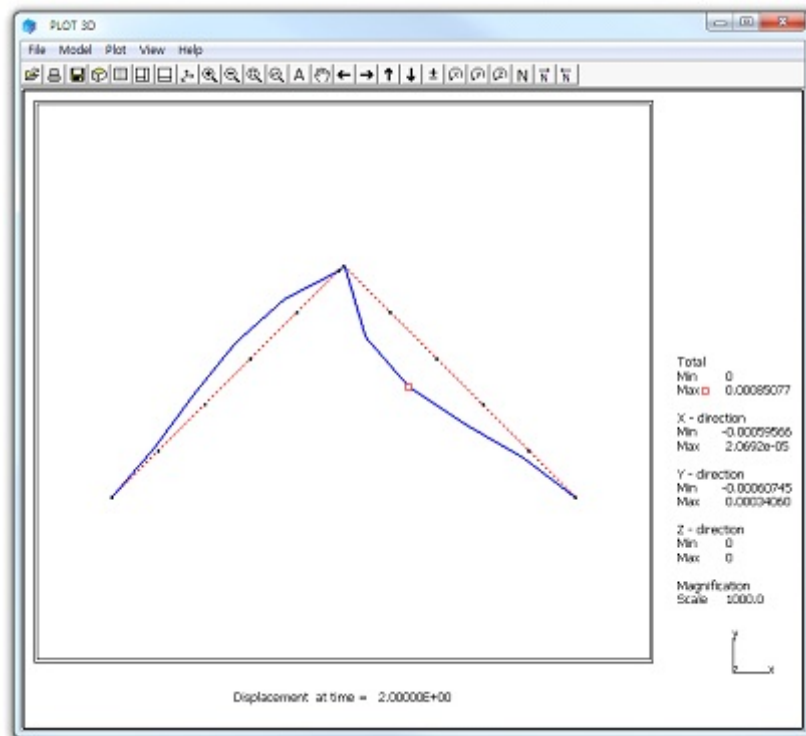 PLOT 3D
File Model Plot View Help
A N N N
Total
Min 0
Max 0.00085077
X - direction
Min -0.00059566
Max 2.0692e-05
Y - direction
Min -0.00060745
Max 0.00034060
Z - direction
Min 0
Max 0
Magnification
Scale 1000.0
y
z x
Displacement at time = 2.00000E+00